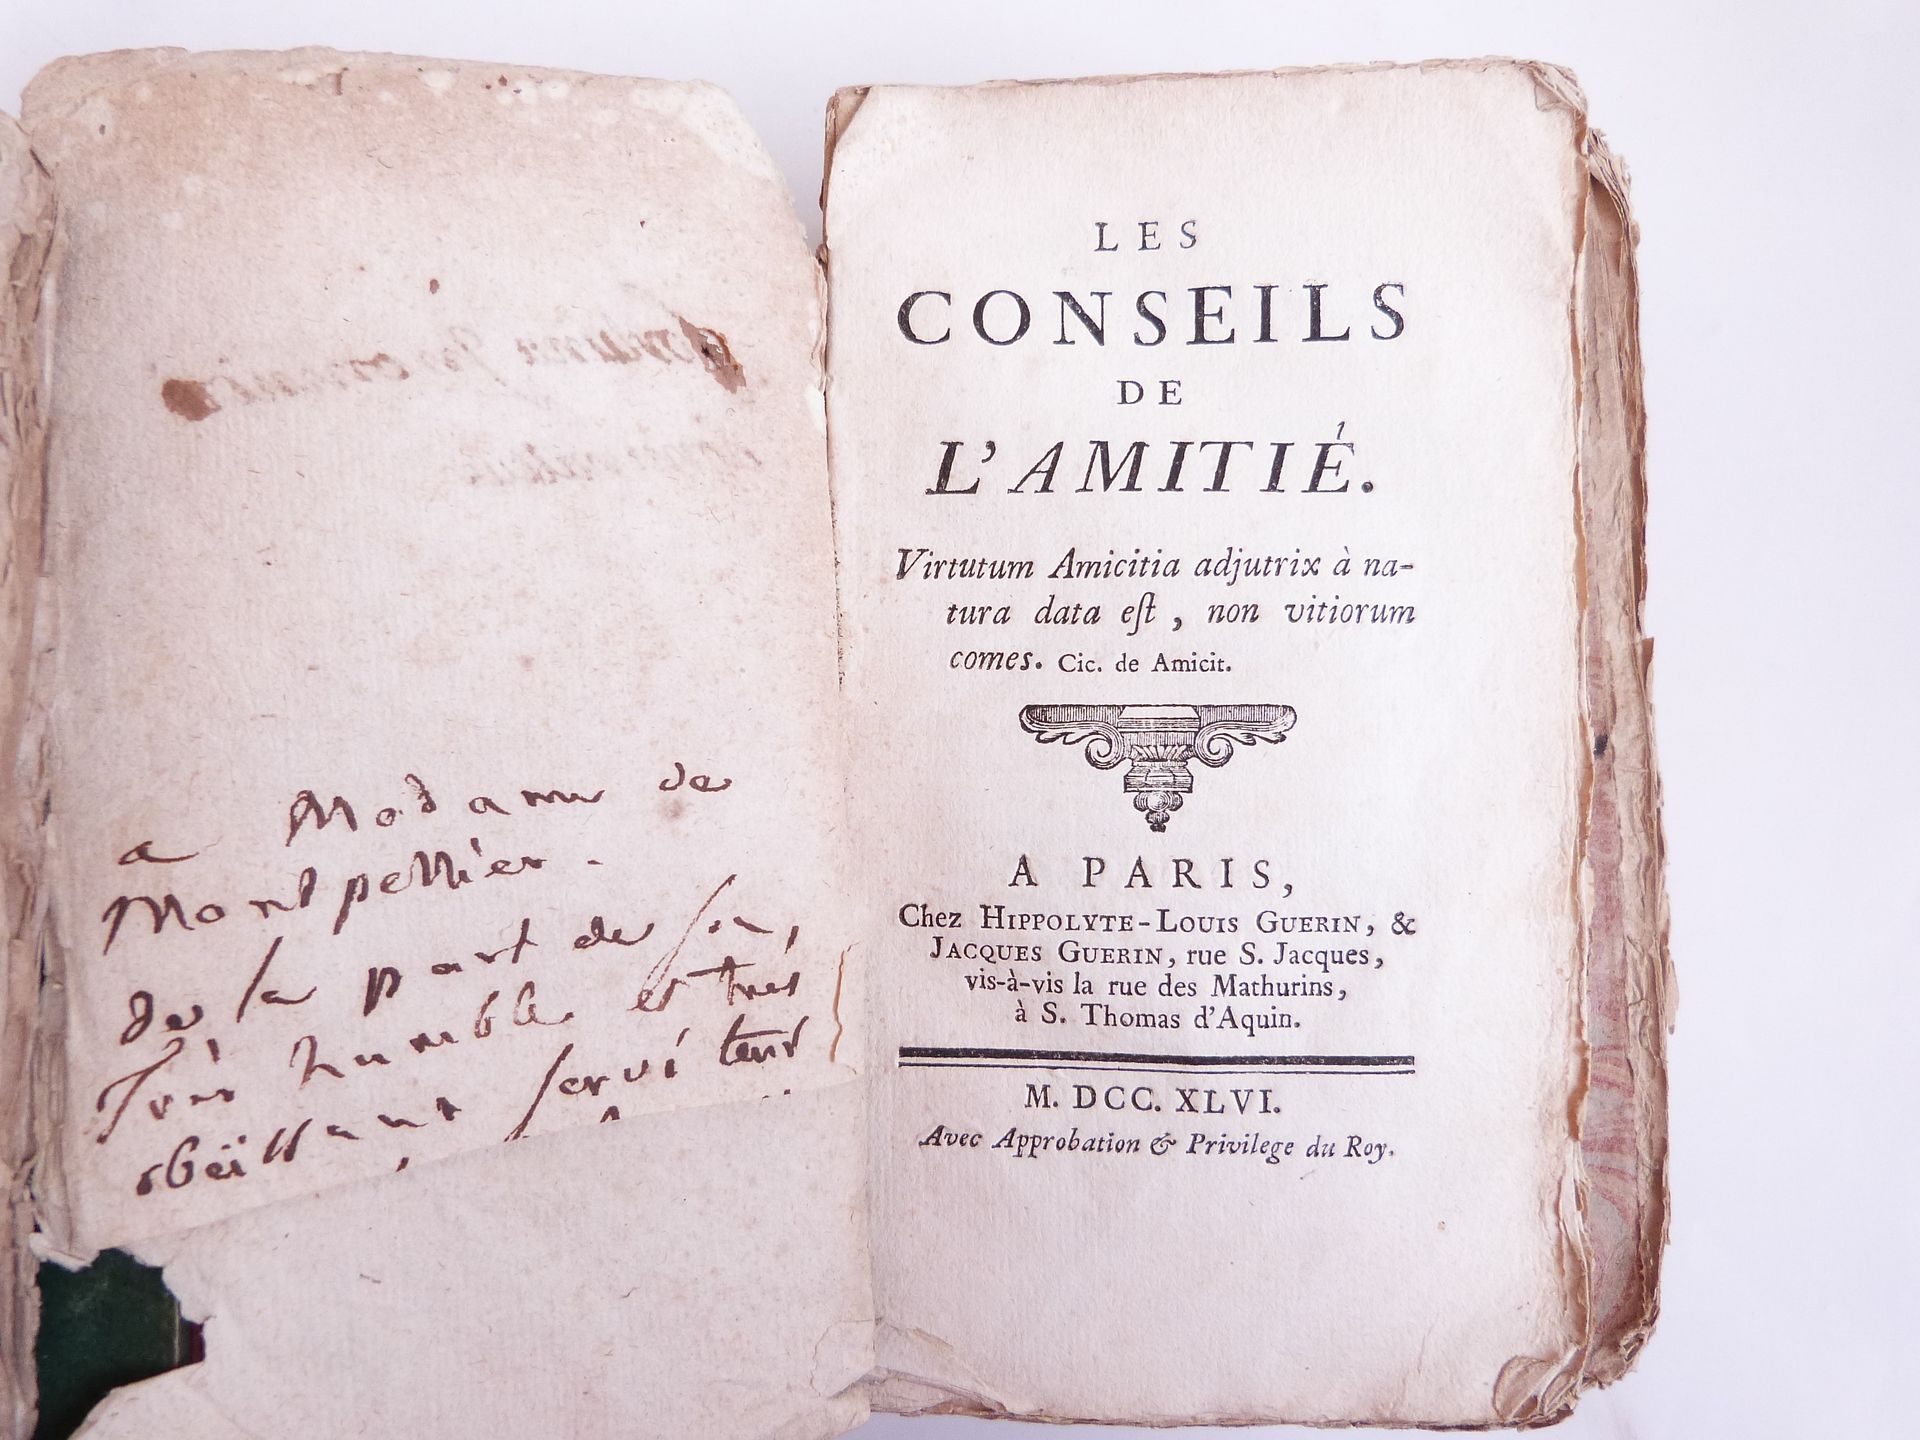 a Madame de
Montpellier.
de la part de son
Très humble et très
obëissant serviteur
LES
CONSEILS
DE
L'AMITIÉ.
Virtutum Amicitia adjutrix à na-
tura data eſt, non vitiorum
comes. Cic. de Amicit.
A PARIS,
Chez HIPPOLYTE-LOUIS GUERIN, &
JACQUES GUERIN, rue S. Jacques,
vis-à-vis la rue des Mathurins,
à S. Thomas d'Aquin.
M. DCC. XLVI.
Avec Approbation & Privilege du Roy.